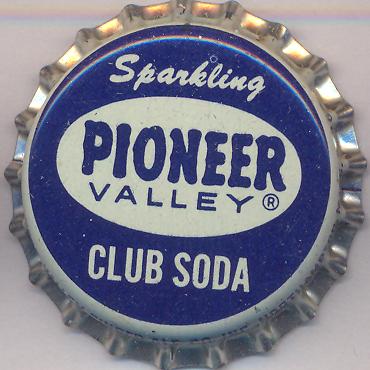 Sparkling
PIONEER
VALLEY®
CLUB SODA